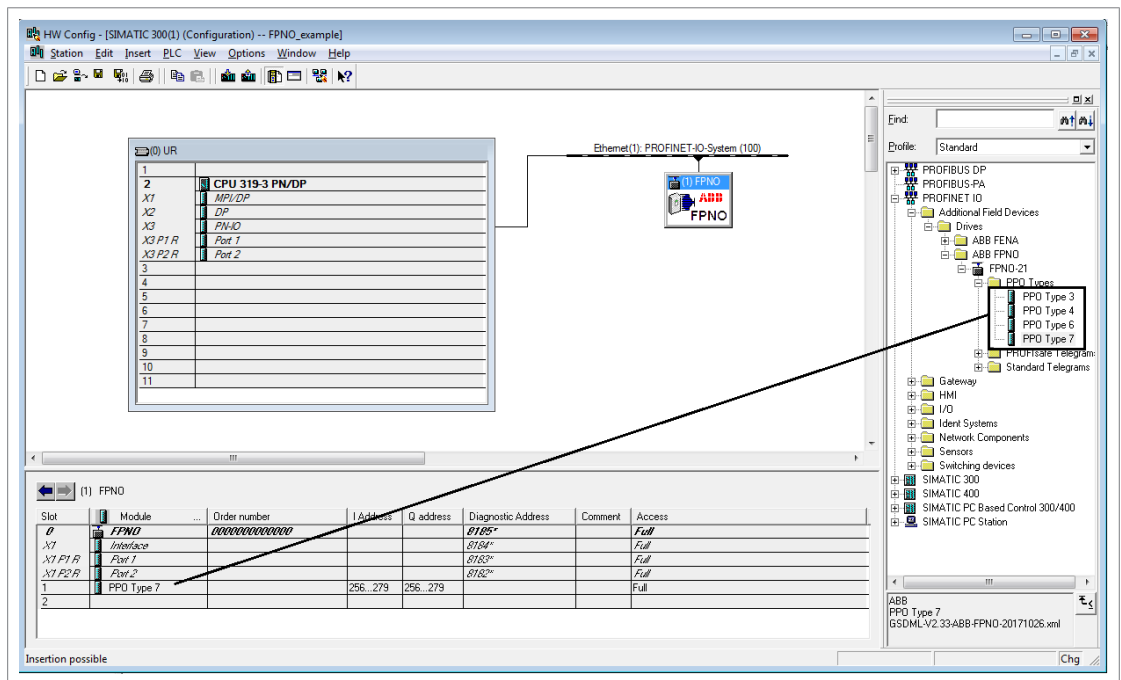 HW Config - [SIMATIC 300(1) (Configuration) -- FPNO_example]
Station Edit Insert PLC View Options Window Help
(0) UR
1
2 CPU 319-3 PN/DP
X1 MPI/DP
X2 DP
X3 PN-IO
X3 P1 R Port 1
X3 P2 R Port 2
3
4
5
6
7
8
9
10
11
Ethernet(1): PROFINET-IO-System (100)
(1) FPNO
ABB
FPNO
Find:
Profile: Standard
PROFIBUS DP
PROFIBUS-PA
PROFINET IO
Additional Field Devices
Drives
ABB FENA
ABB FPNO
FPNO-21
PPO Types
PPO Type 3
PPO Type 4
PPO Type 6
PPO Type 7
PROFIsafe Telegram:
Standard Telegrams
Gateway
HMI
I/O
Ident Systems
Network Components
Sensors
Switching devices
SIMATIC 300
SIMATIC 400
SIMATIC PC Based Control 300/400
SIMATIC PC Station
(1) FPNO
Slot Module ... Order number I Address Q address Diagnostic Address Comment Access
0 FPNO 0000000000000 8185* Full
X1 Interface 8184* Full
X1 P1 R Port 1 8183* Full
X1 P2 R Port 2 8182* Full
1 PPO Type 7 256...279 256...279 Full
2
ABB
PPO Type 7
GSDML-V2.33-ABB-FPNO-20171026.xml
Insertion possible
Chg